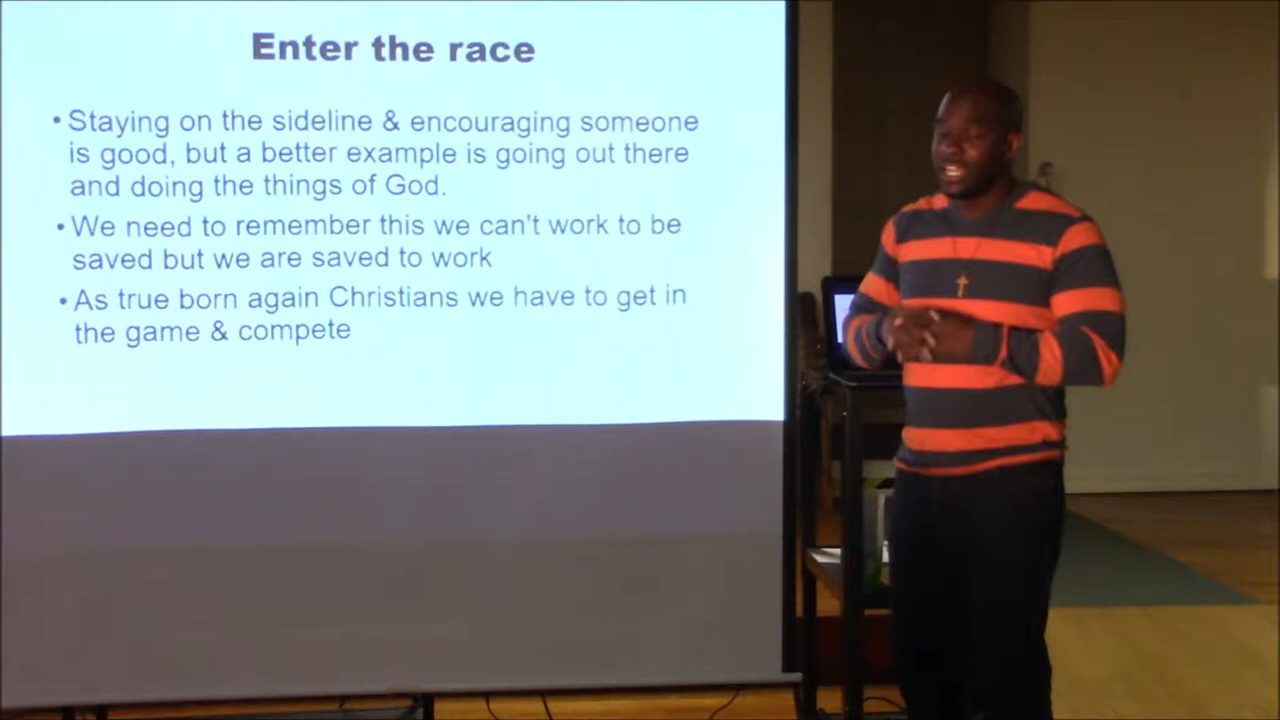 Enter the race
• Staying on the sideline & encouraging someone
is good, but a better example is going out there
and doing the things of God.
• We need to remember this we can't work to be
saved but we are saved to work
• As true born again Christians we have to get in
the game & compete